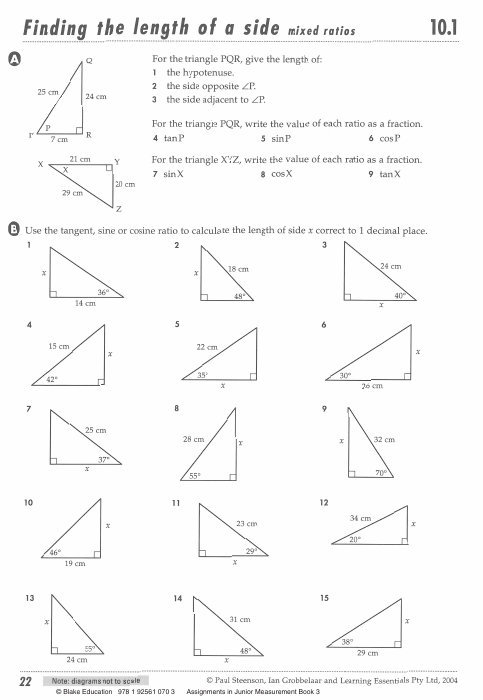 Finding the length of a side mixed ratios 10.1
A
For the triangle PQR, give the length of:
1 the hypotenuse.
2 the side opposite ∠P.
3 the side adjacent to ∠P.
Q
25 cm
24 cm
P
P
R
7 cm
For the triangle PQR, write the value of each ratio as a fraction.
4 tanP 5 sinP 6 cosP
For the triangle XYZ, write the value of each ratio as a fraction.
7 sinX 8 cosX 9 tanX
21 cm
X
Y
X
20 cm
29 cm
Z
B Use the tangent, sine or cosine ratio to calculate the length of side x correct to 1 decimal place.
1 2 3
x
36°
14 cm
x
18 cm
48°
24 cm
40°
x
4 5 6
15 cm
x
42°
22 cm
35°
x
x
30°
26 cm
7 8 9
25 cm
37°
x
28 cm
x
55°
x
32 cm
70°
10 11 12
x
46°
19 cm
23 cm
29°
x
34 cm
x
20°
13 14 15
x
55°
24 cm
31 cm
48°
x
x
38°
29 cm
22 Note: diagrams not to scale © Paul Steenson, Ian Grobbelaar and Learning Essentials Pty Ltd, 2004
© Blake Education 978 1 92561 070 3 Assignments in Junior Measurement Book 3